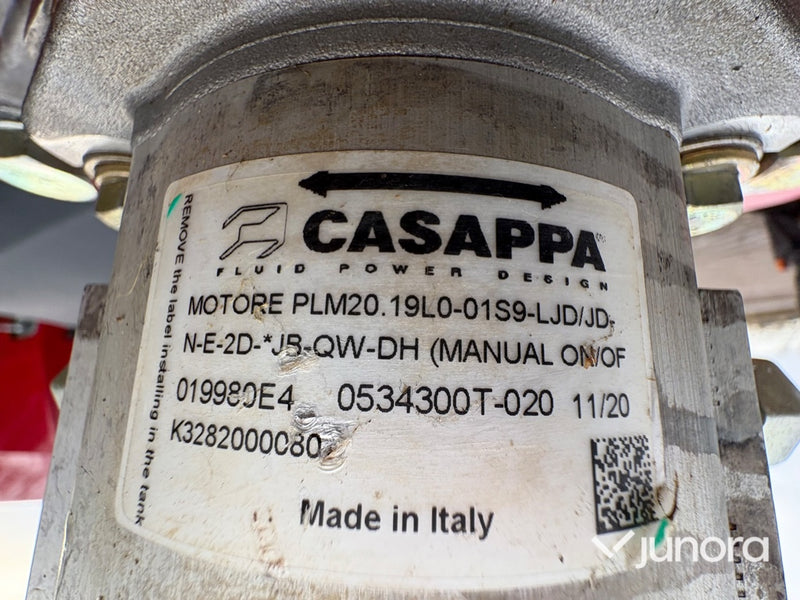 CASAPPA
FLUID POWER DESIGN
MOTORE PLM20.19L0-01S9-LJD/JD-
N-E-2D-*JB-QW-DH (MANUAL ON/OF
019980E4 0534300T-020 11/20
K3282000080
Made in Italy
REMOVE the label installing in the tank
junora